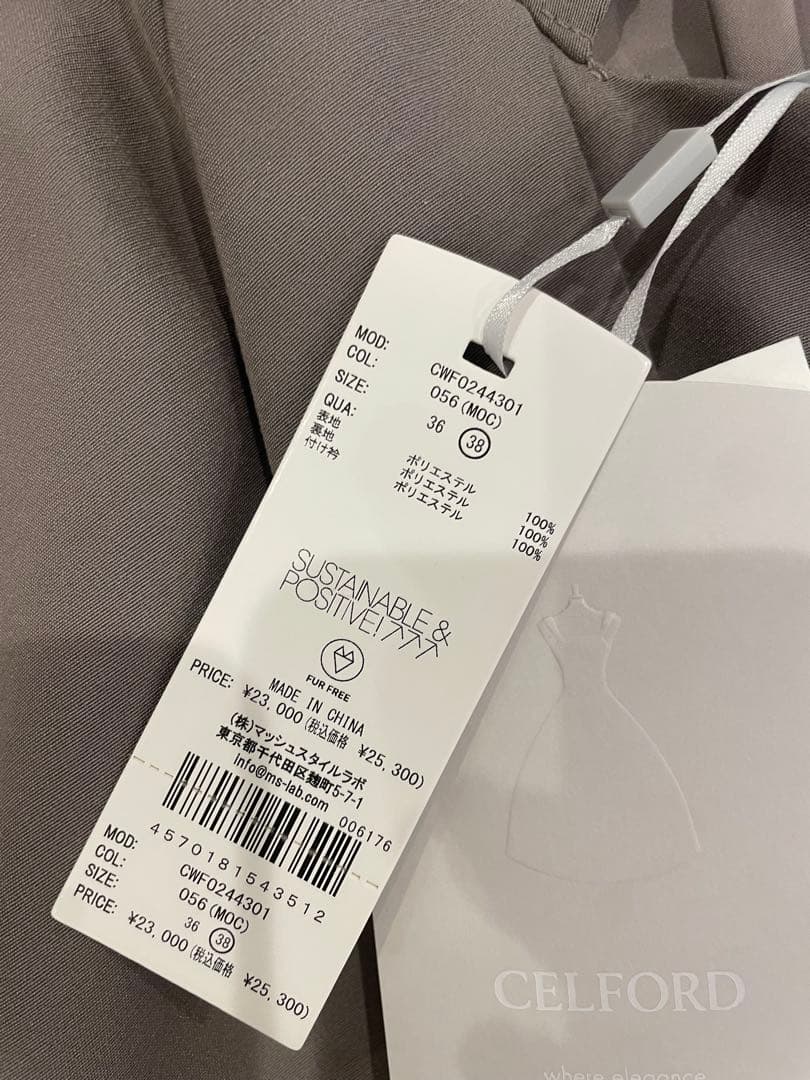 MOD: CWF0244301
COL: 056(MOC)
SIZE: 36 38
QUA:
表地 ポリエステル 100%
裏地 ポリエステル 100%
付け衿 ポリエステル 100%
SUSTAINABLE &
POSITIVE!
FUR FREE
MADE IN CHINA
PRICE: ¥23,000(税込価格 ¥25,300)
(株)マッシュスタイルラボ
東京都千代田区麹町5-7-1
Info@ms-lab.com
006176
4570181543512
MOD: CWF0244301
COL: 056(MOC)
SIZE: 36 38
PRICE: ¥23,000(税込価格 ¥25,300)
CELFORD
where elegance